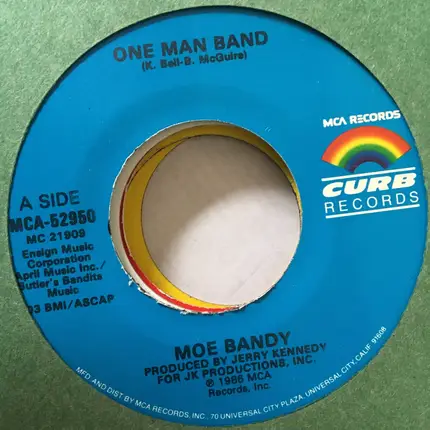 ONE MAN BAND
(K. Bell-B. McGuire)
MCA RECORDS
CURB
RECORDS
A SIDE
MCA-52950
MC 21909
Ensign Music
Corporation
April Music Inc./
Butler's Bandits
Music
03 BMI/ASCAP
MOE BANDY
PRODUCED BY JERRY KENNEDY
FOR JK PRODUCTIONS, INC.
℗ 1986 MCA
Records, Inc.
MFD AND DIST BY MCA RECORDS, INC. 70 UNIVERSAL CITY PLAZA, UNIVERSAL CITY, CALIF. 91608